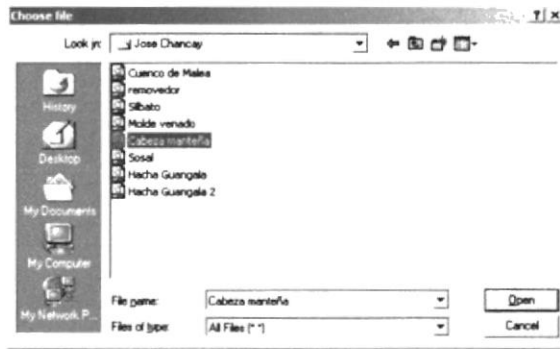 Choose file
? x
Look in: Jose Chancay
History
Desktop
My Documents
My Computer
My Network P...
Cuenco de Malea
removedor
Silbato
Molde venado
Cabeza manteña
Sosal
Hacha Guangala
Hacha Guangala 2
File name: Cabeza manteña Open
Files of type: All Files (*.*) Cancel